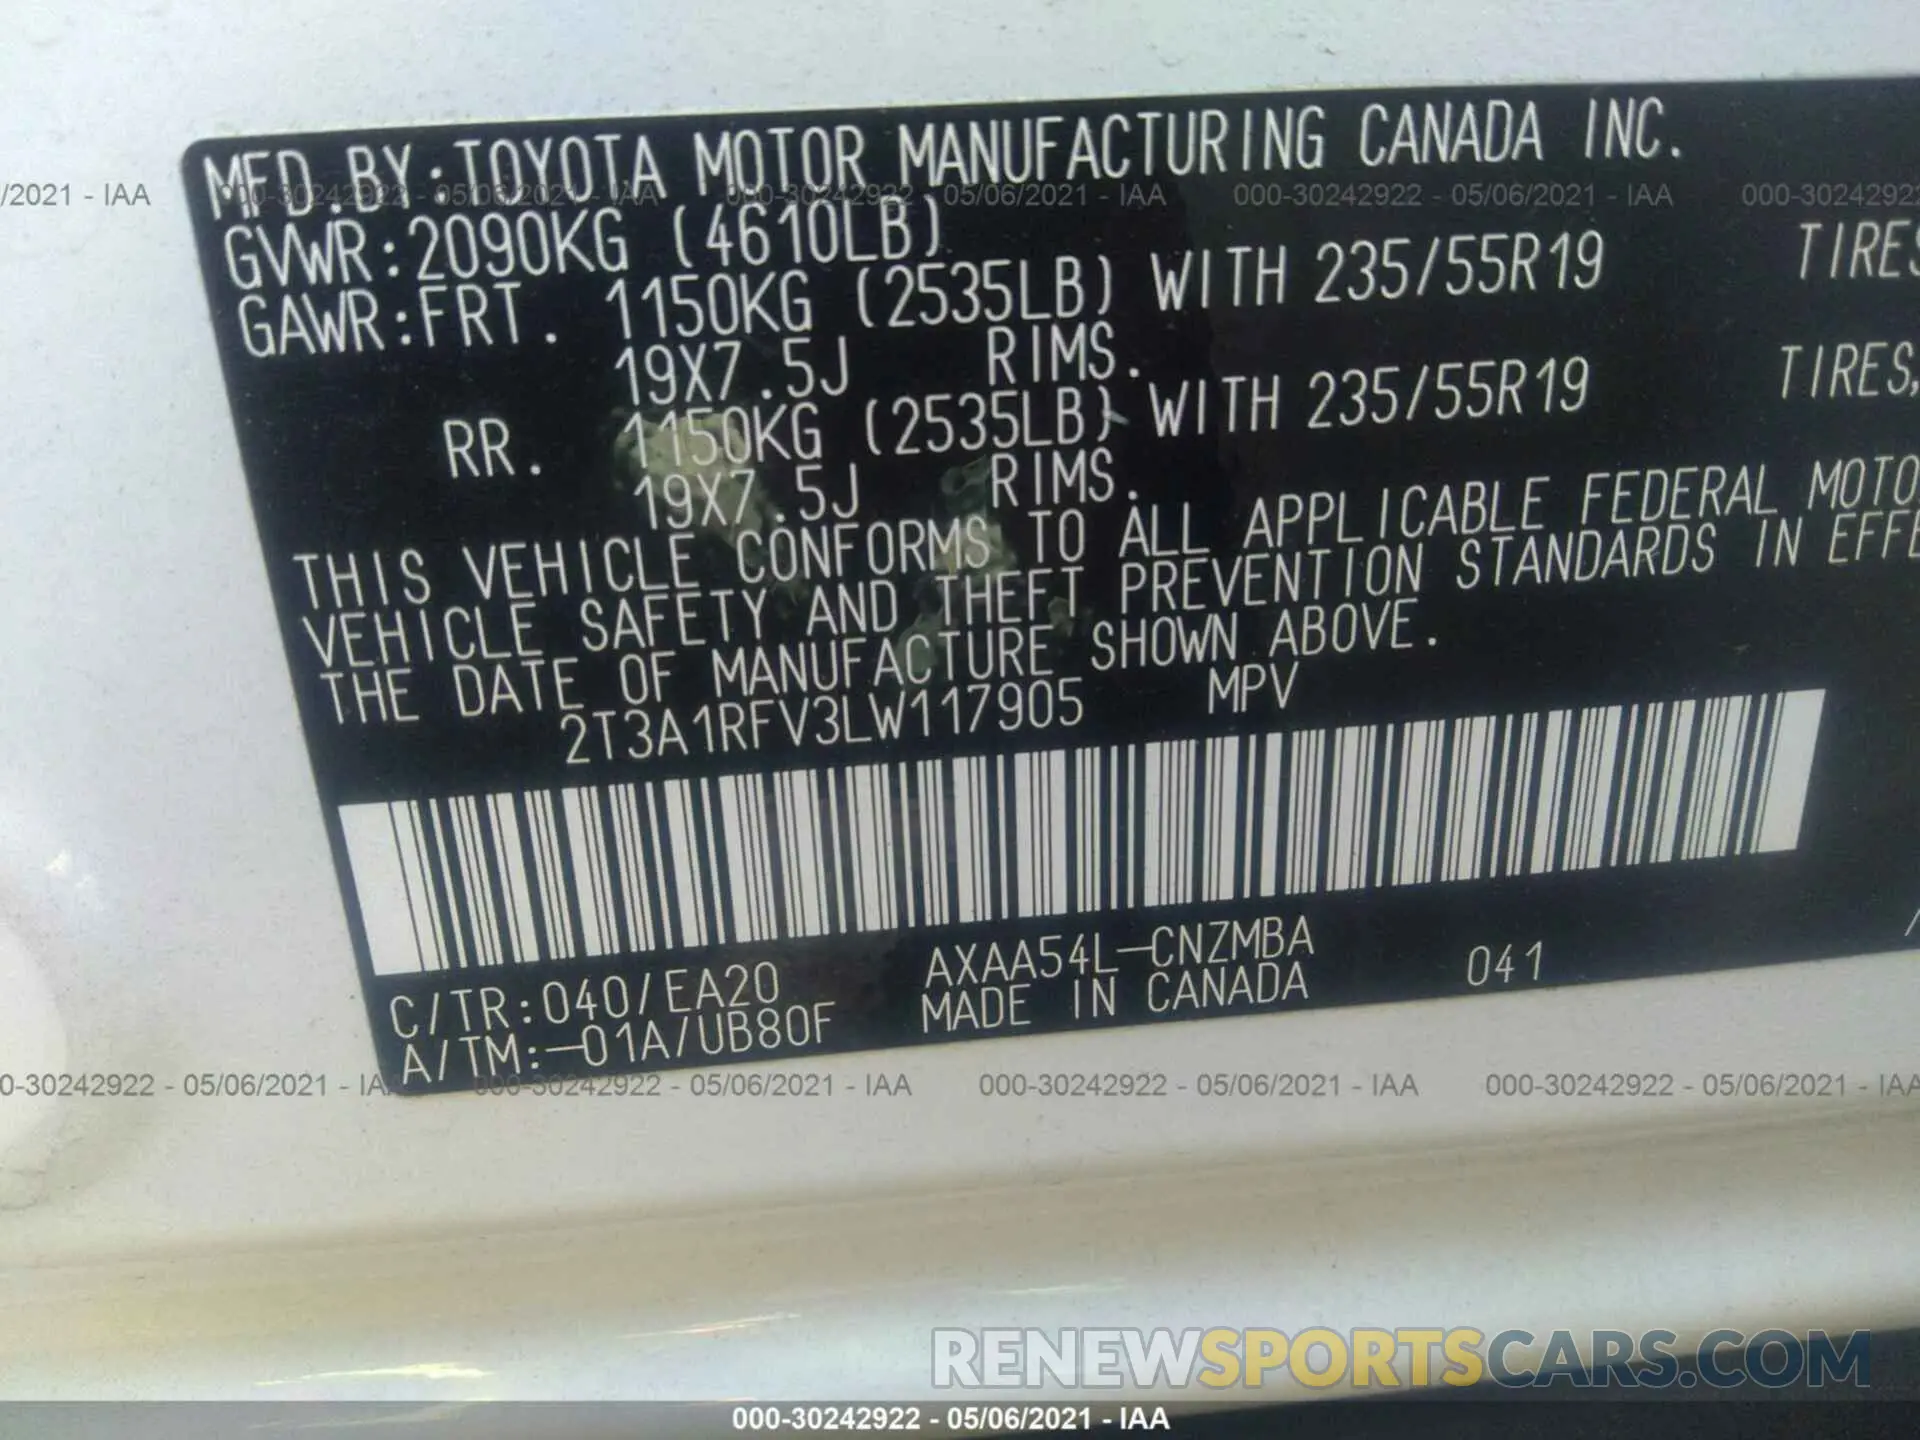 MFD.BY:TOYOTA MOTOR MANUFACTURING CANADA INC.
/2021 - IAA 000-30242922 - 05/06/2021 - IAA 000-30242922 - 05/06/2021 - IAA 000-30242922 - 05/06/2021 - IAA 000-30242922
GVWR:2090KG (4610LB)
GAWR:FRT. 1150KG (2535LB) WITH 235/55R19 TIRES
19X7.5J RIMS.
RR. 1150KG (2535LB) WITH 235/55R19 TIRES,
19X7.5J RIMS.
THIS VEHICLE CONFORMS TO ALL APPLICABLE FEDERAL MOTO
VEHICLE SAFETY AND THEFT PREVENTION STANDARDS IN EFFE
THE DATE OF MANUFACTURE SHOWN ABOVE.
2T3A1RFV3LW117905 MPV
C/TR:040/EA20 AXAA54L-CNZMBA
A/TM:-01A/UB80F MADE IN CANADA 041
0-30242922 - 05/06/2021 - IA 000-30242922 - 05/06/2021 - IAA 000-30242922 - 05/06/2021 - IAA 000-30242922 - 05/06/2021 - IAA
RENEWSPORTSCARS.COM
000-30242922 - 05/06/2021 - IAA